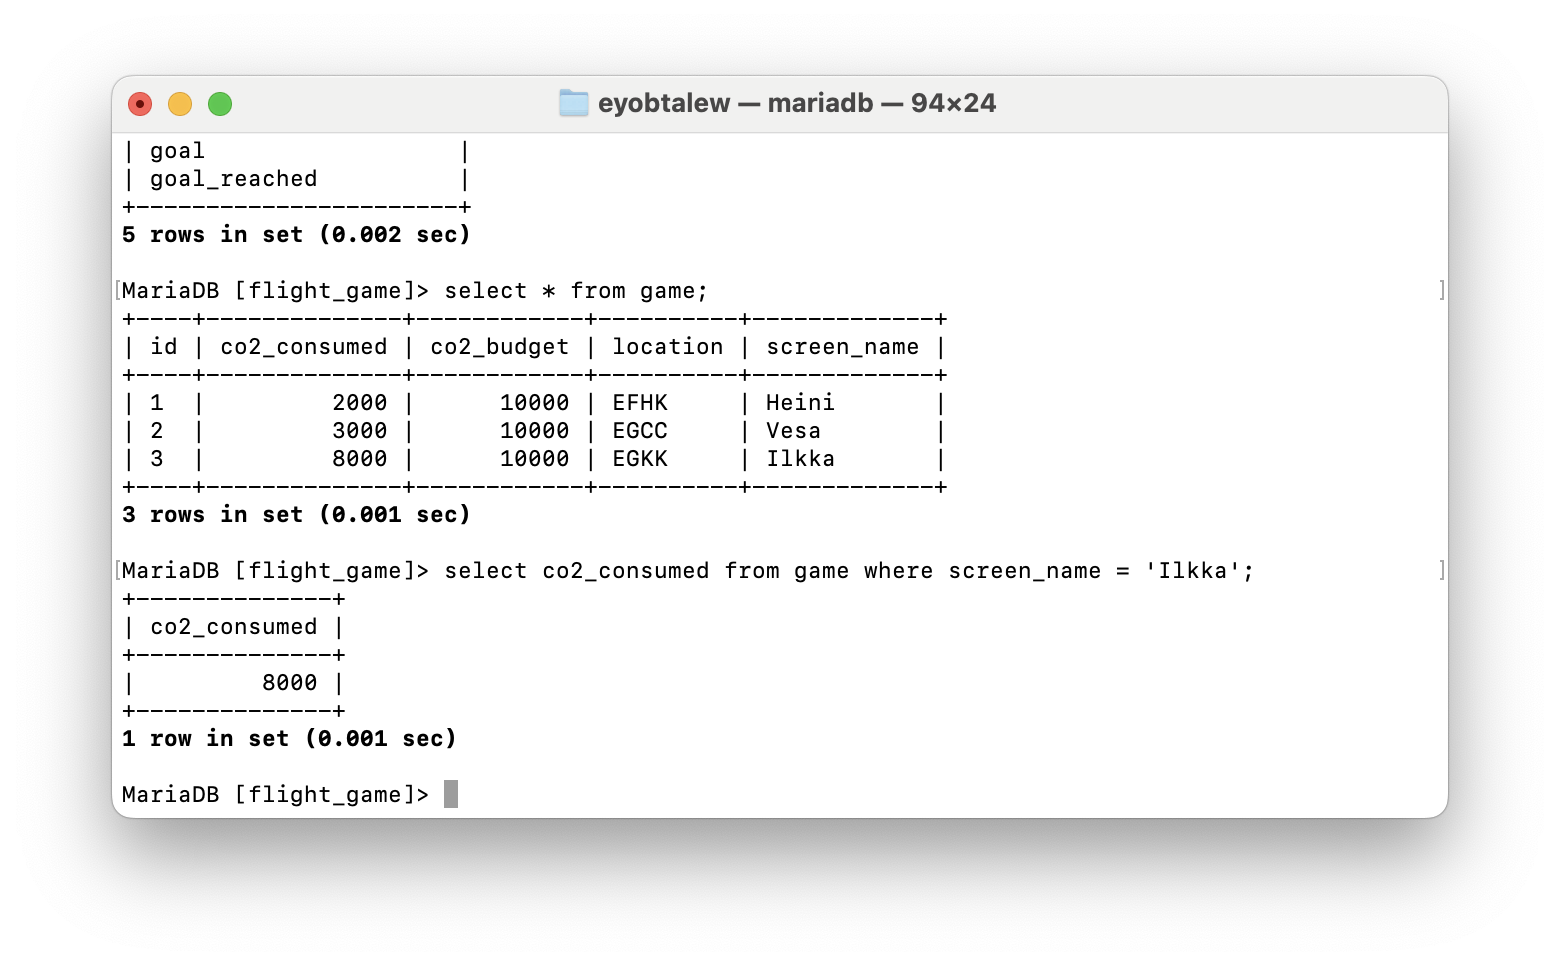 eyobtalew — mariadb — 94×24
| goal                  |
| goal_reached          |
+-----------------------+
5 rows in set (0.002 sec)

[MariaDB [flight_game]> select * from game; ]
+----+--------------+------------+----------+-------------+
| id | co2_consumed | co2_budget | location | screen_name |
+----+--------------+------------+----------+-------------+
| 1  |         2000 |      10000 | EFHK     | Heini       |
| 2  |         3000 |      10000 | EGCC     | Vesa        |
| 3  |         8000 |      10000 | EGKK     | Ilkka       |
+----+--------------+------------+----------+-------------+
3 rows in set (0.001 sec)

[MariaDB [flight_game]> select co2_consumed from game where screen_name = 'Ilkka'; ]
+--------------+
| co2_consumed |
+--------------+
|         8000 |
+--------------+
1 row in set (0.001 sec)

MariaDB [flight_game]>